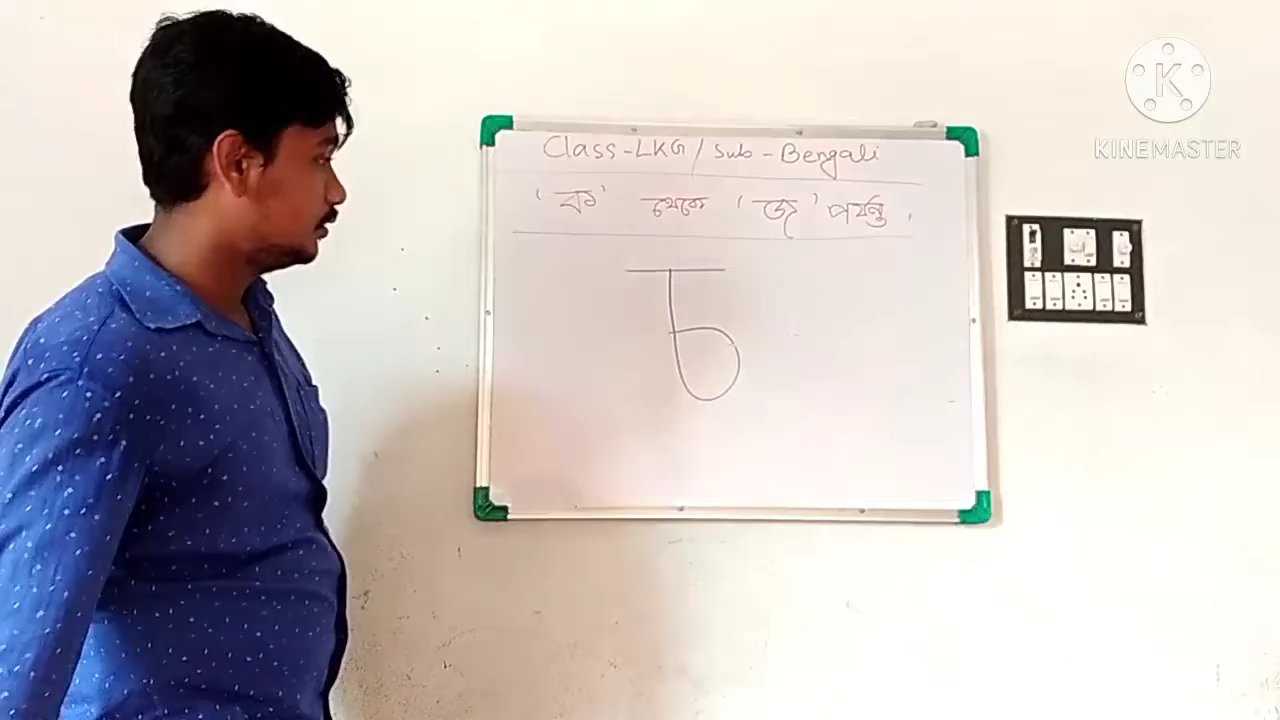 Class-LKG / Sub - Bengali
'ক' থেকে 'জ' পর্যন্ত ।
চ
KINEMASTER